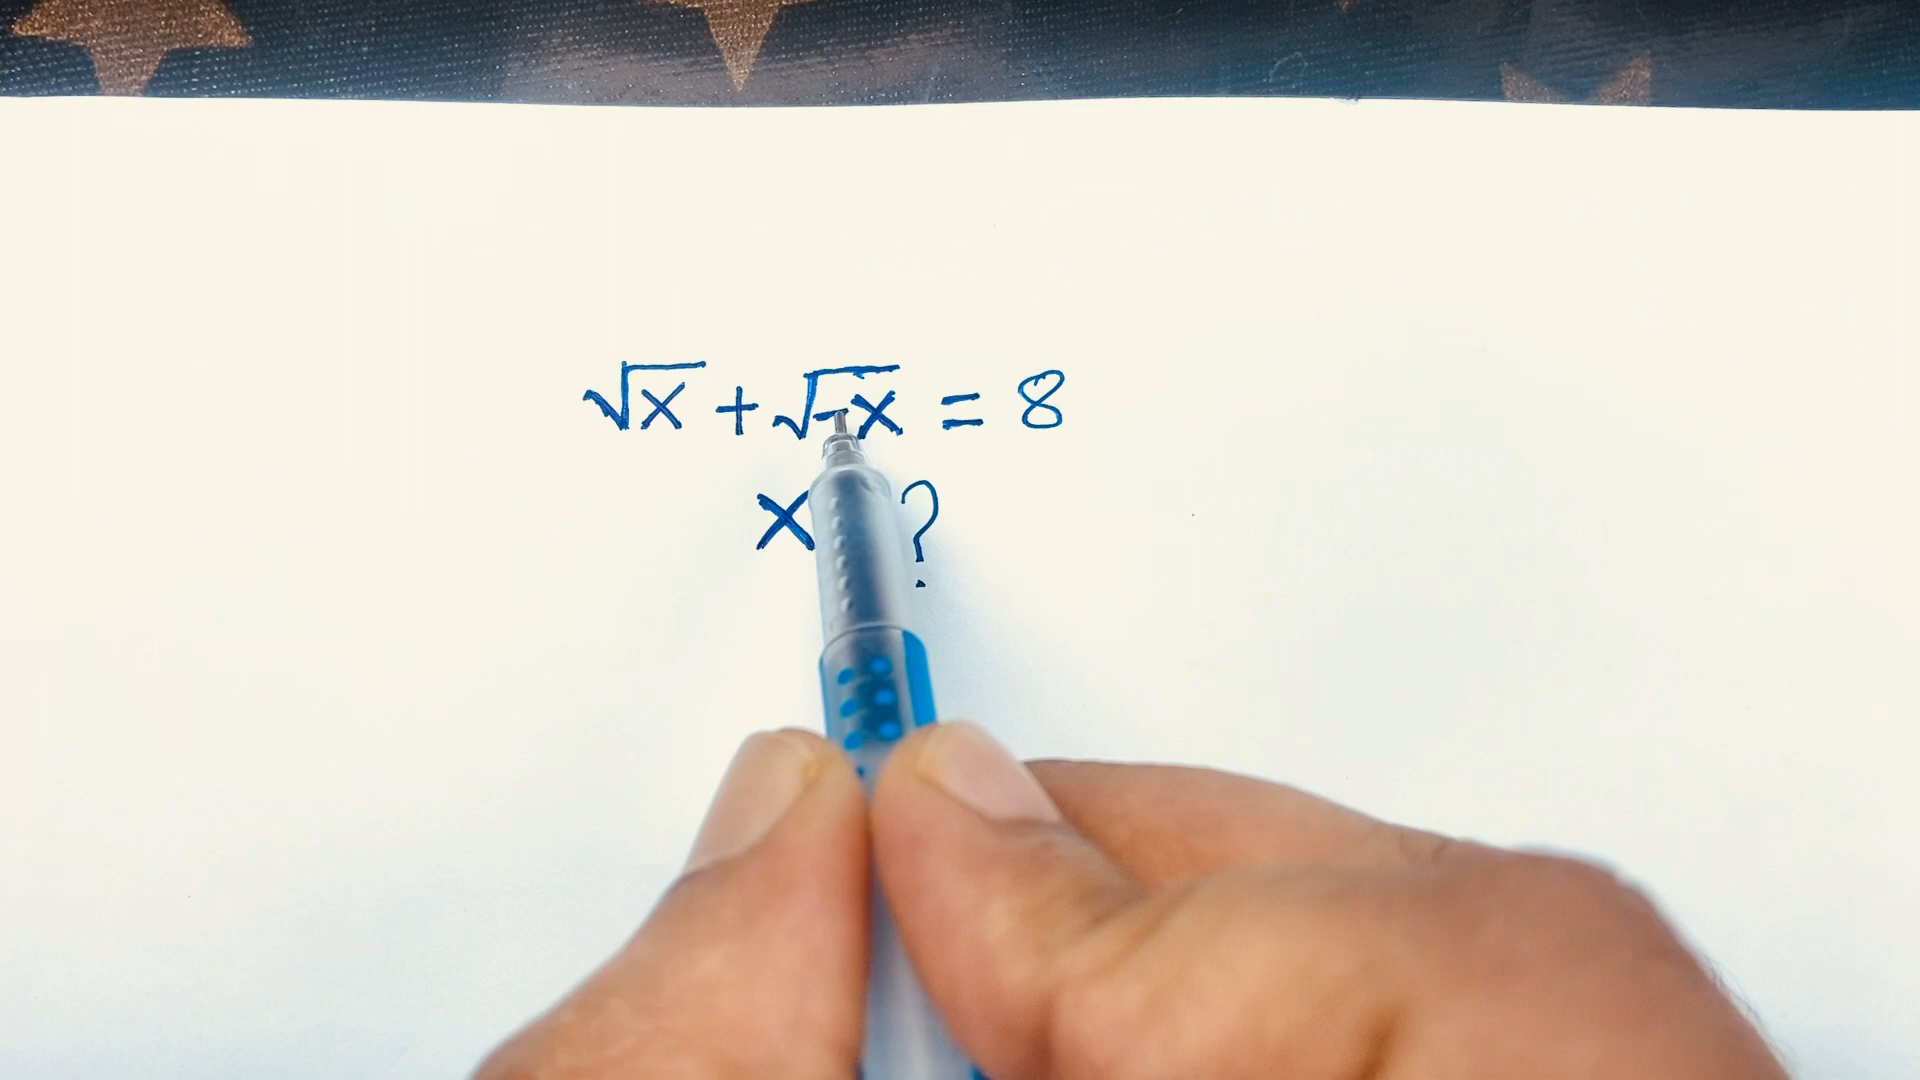 √x + √-x = 8
x ?